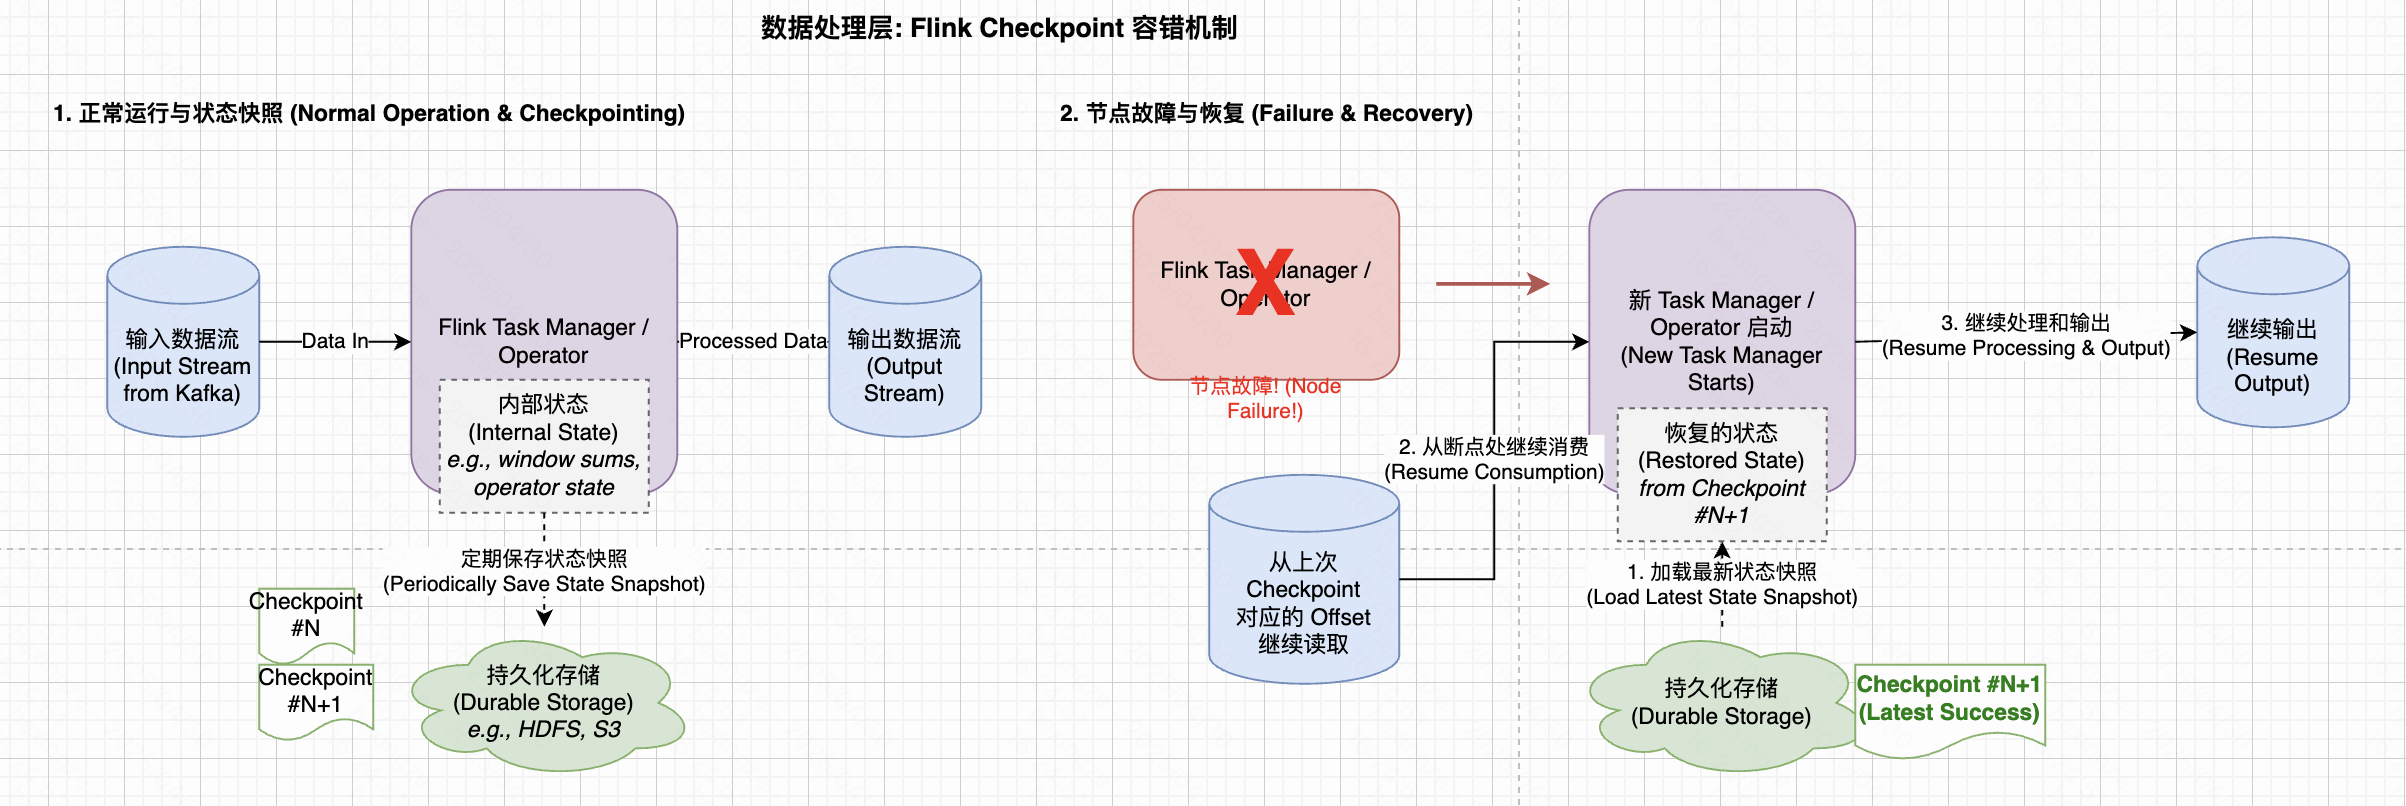 数据处理层: Flink Checkpoint 容错机制
1. 正常运行与状态快照 (Normal Operation & Checkpointing)
输入数据流
(Input Stream
from Kafka)
Data In
Flink Task Manager /
Operator
内部状态
(Internal State)
e.g., window sums,
operator state
Processed Data
输出数据流
(Output
Stream)
定期保存状态快照
(Periodically Save State Snapshot)
Checkpoint
#N
Checkpoint
#N+1
持久化存储
(Durable Storage)
e.g., HDFS, S3
2. 节点故障与恢复 (Failure & Recovery)
Flink Task Manager /
Operator
X
节点故障! (Node
Failure!)
从上次
Checkpoint
对应的 Offset
继续读取
2. 从断点处继续消费
(Resume Consumption)
新 Task Manager /
Operator 启动
(New Task Manager
Starts)
恢复的状态
(Restored State)
from Checkpoint
#N+1
1. 加载最新状态快照
(Load Latest State Snapshot)
持久化存储
(Durable Storage)
Checkpoint #N+1
(Latest Success)
3. 继续处理和输出
(Resume Processing & Output)
继续输出
(Resume
Output)